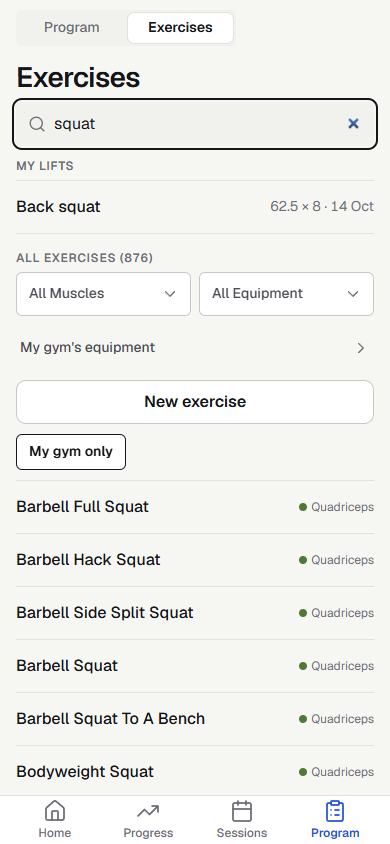 Program Exercises
Exercises
squat
MY LIFTS
Back squat 62.5 × 8 · 14 Oct
ALL EXERCISES (876)
All Muscles All Equipment
My gym's equipment
New exercise
My gym only
Barbell Full Squat Quadriceps
Barbell Hack Squat Quadriceps
Barbell Side Split Squat Quadriceps
Barbell Squat Quadriceps
Barbell Squat To A Bench Quadriceps
Bodyweight Squat Quadriceps
Home Progress Sessions Program